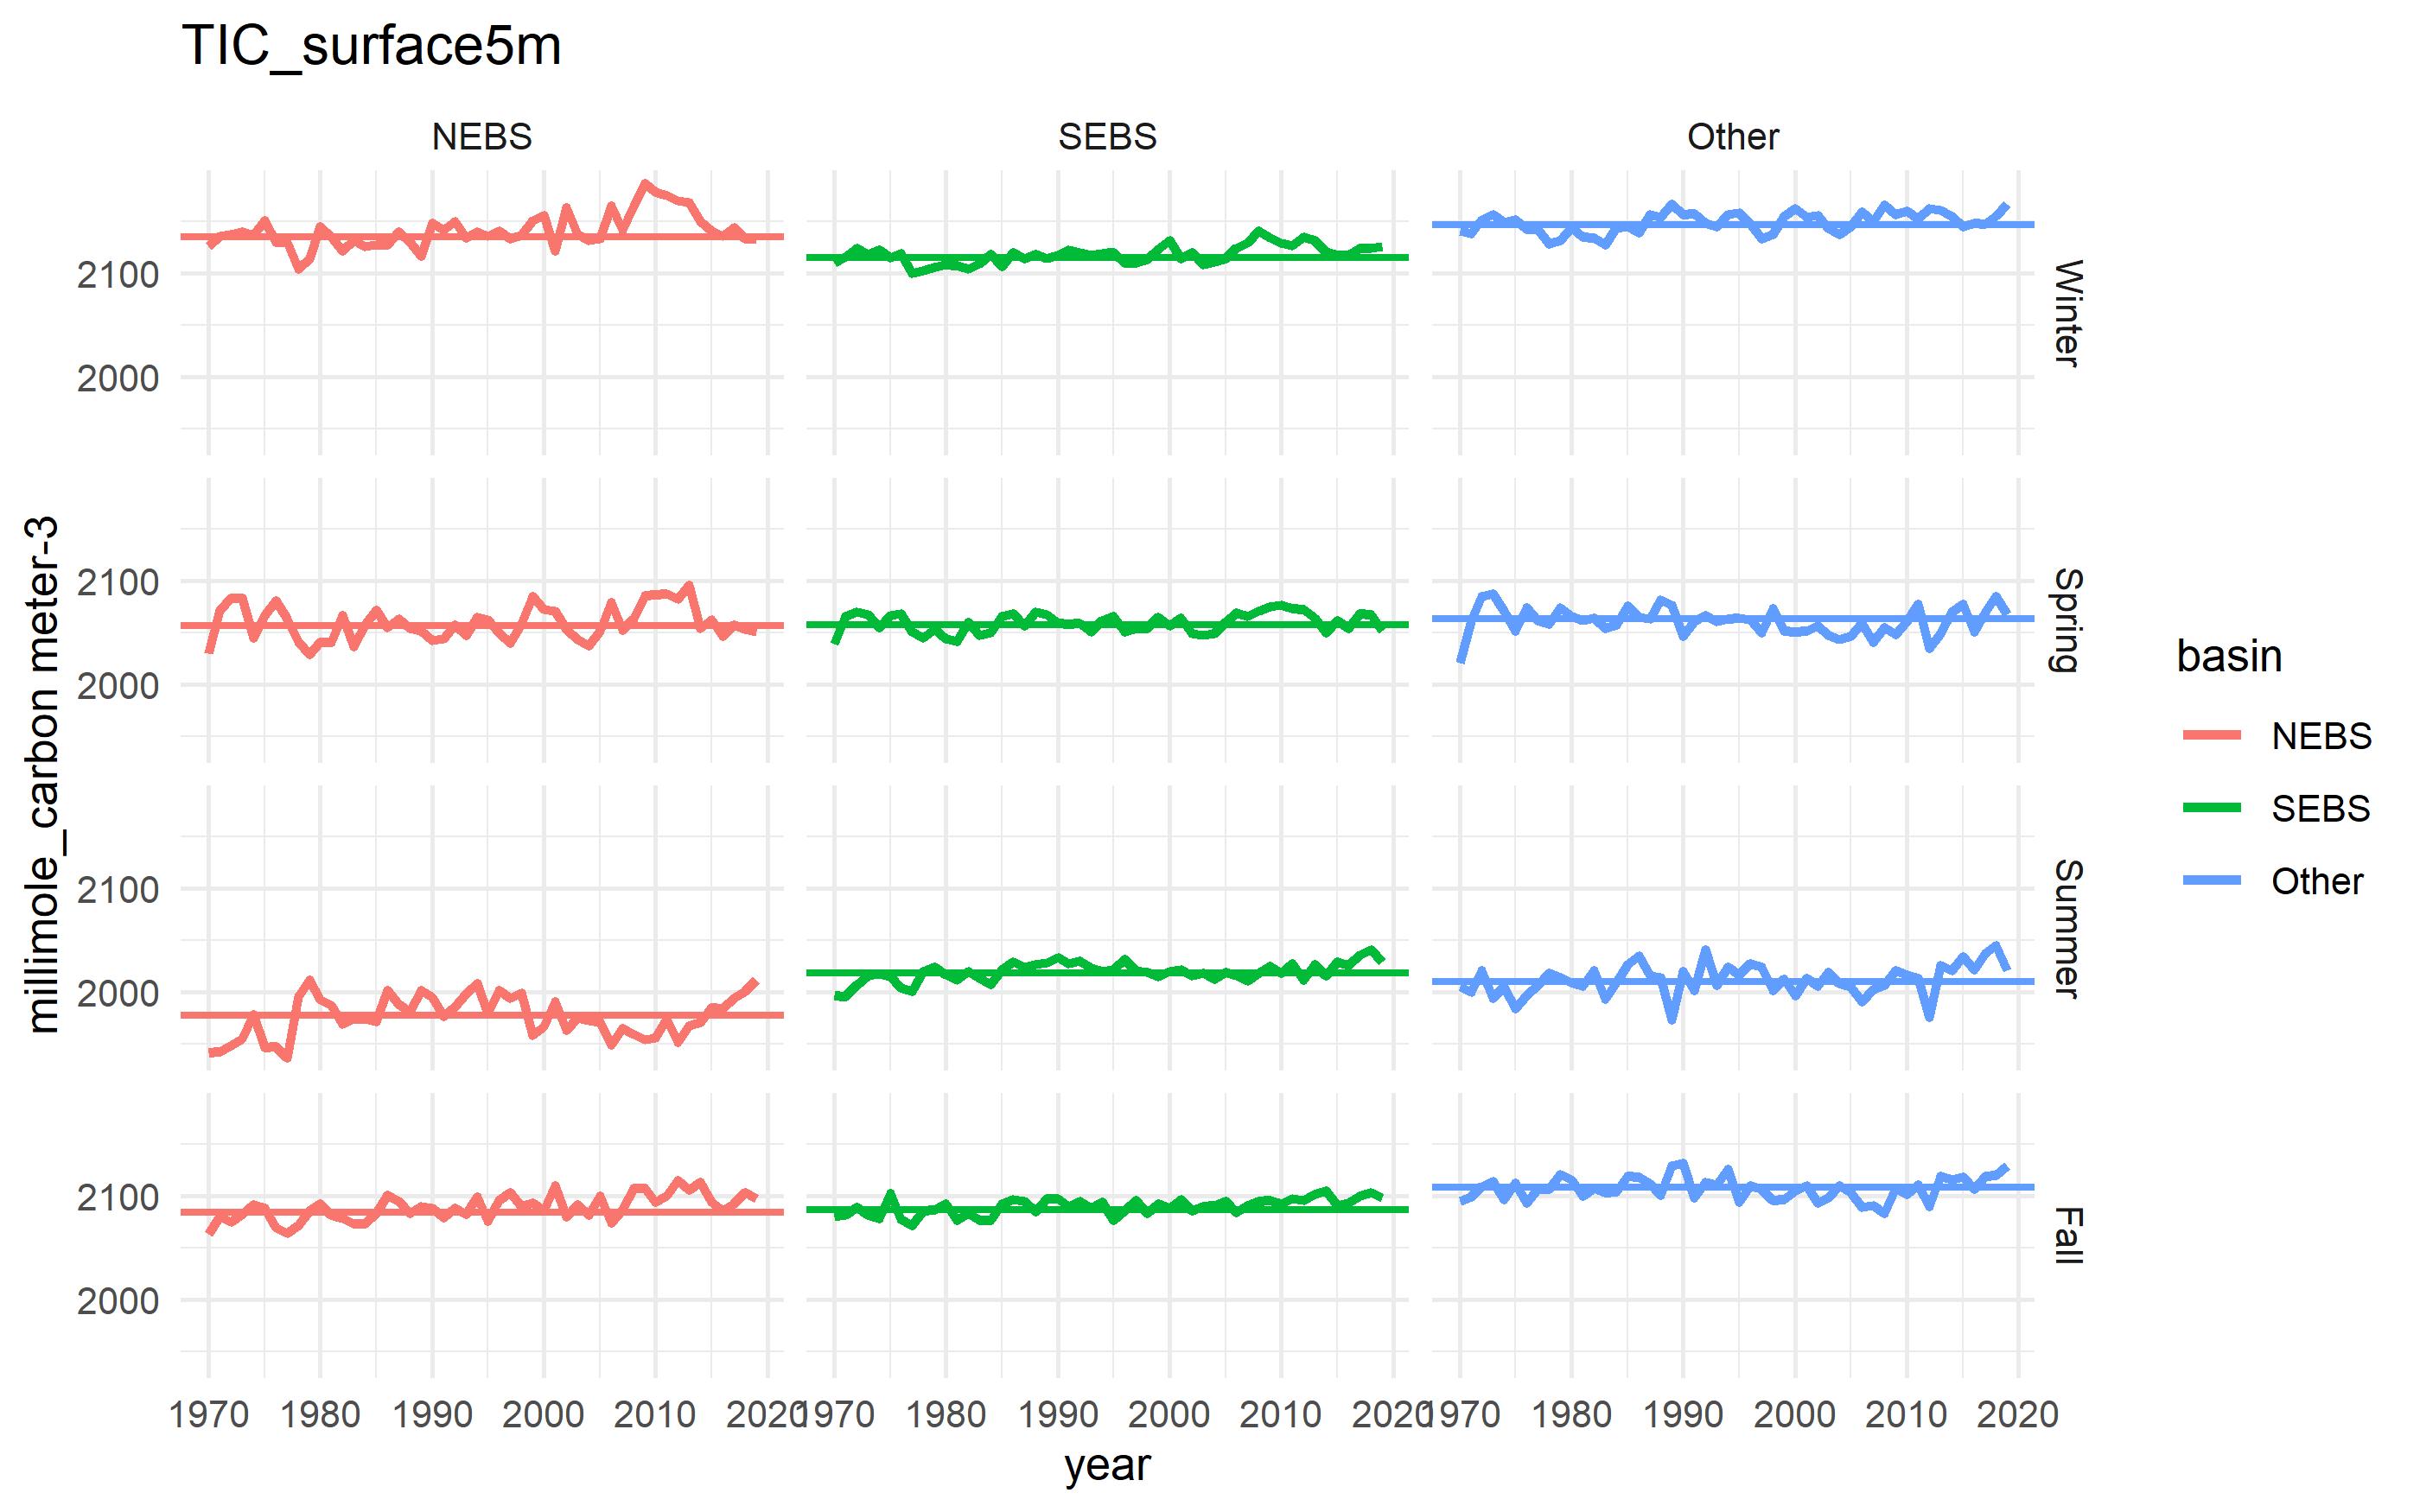 TIC_surface5m
NEBS SEBS Other
Winter
2100
2000
Spring
2100
2000
Summer
2100
2000
Fall
2100
2000
millimole_carbon meter-3
1970 1980 1990 2000 2010 2020 1970 1980 1990 2000 2010 2020 1970 1980 1990 2000 2010 2020
year
basin
NEBS
SEBS
Other